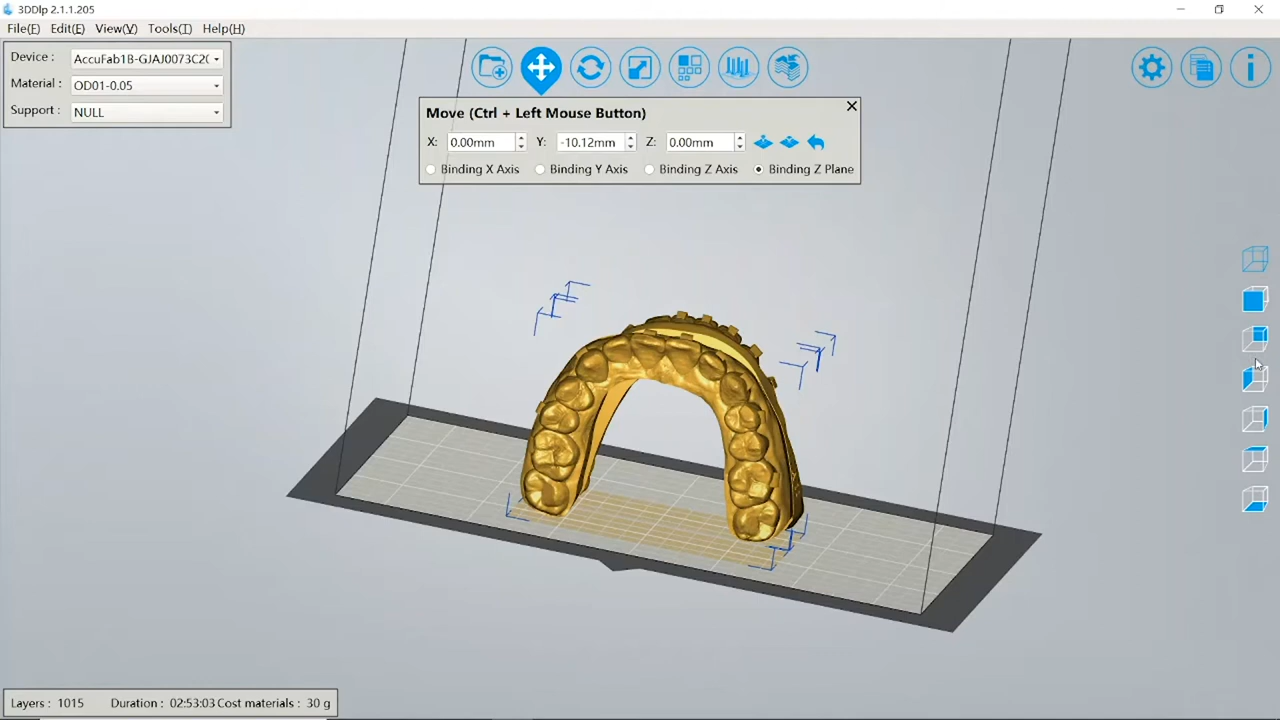 3DDlp 2.1.1.205
File(F) Edit(E) View(V) Tools(T) Help(H)
Device : AccuFab1B-GJAJ0073C2(
Material : OD01-0.05
Support : NULL
Move (Ctrl + Left Mouse Button)
X: 0.00mm Y: -10.12mm Z: 0.00mm
Binding X Axis Binding Y Axis Binding Z Axis Binding Z Plane
Layers : 1015 Duration : 02:53:03 Cost materials : 30 g